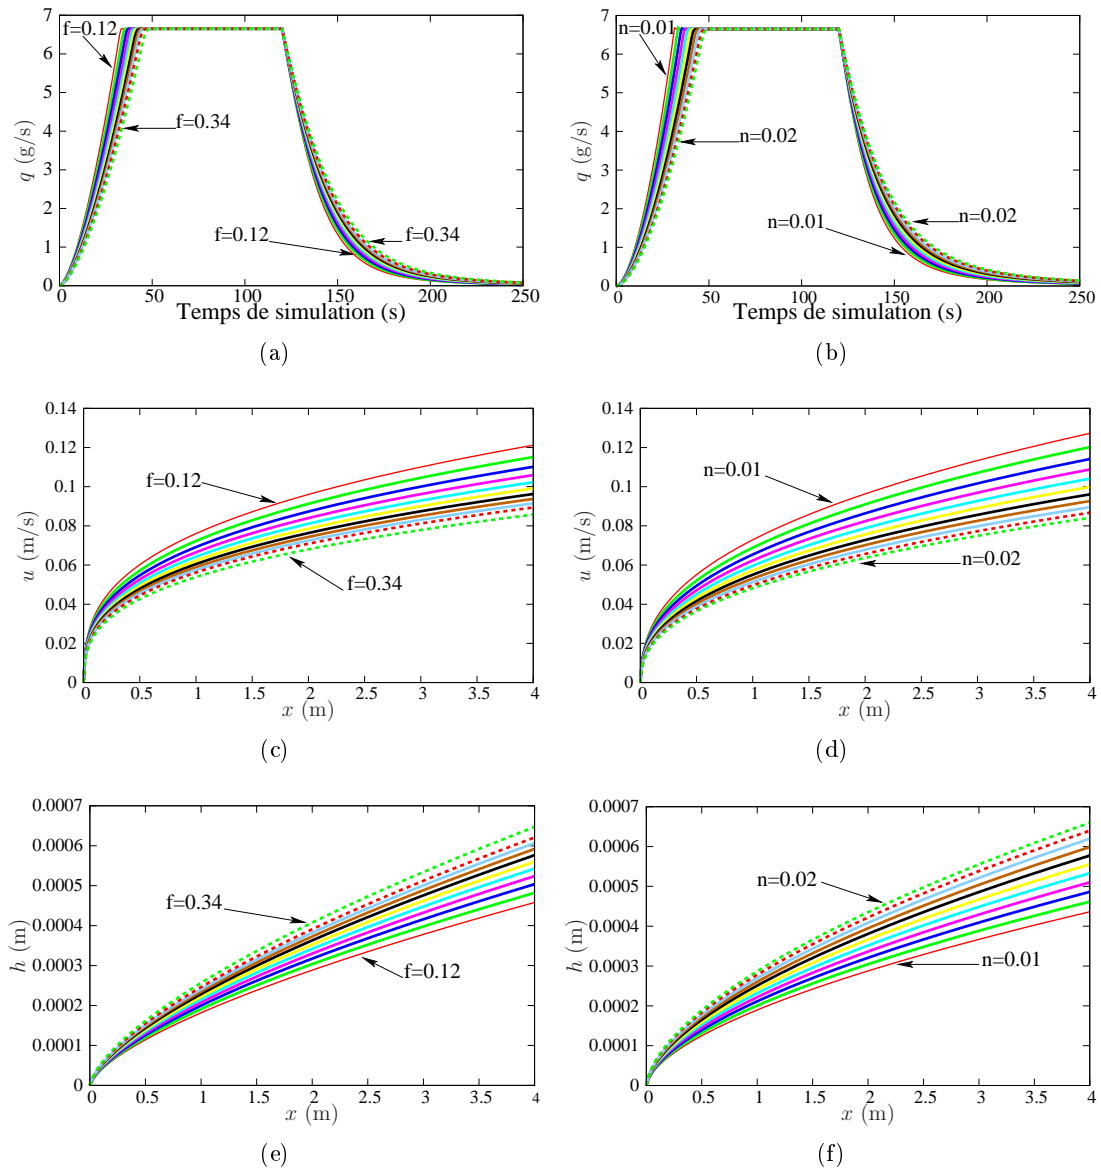 7
6
5
4
3
2
1
0
q (g/s)
f=0.12
f=0.34
f=0.12
f=0.34
0
50
100
150
200
250
Temps de simulation (s)
(a)
7
6
5
4
3
2
1
0
q (g/s)
n=0.01
n=0.02
n=0.02
n=0.01
0
50
100
150
200
250
Temps de simulation (s)
(b)
0.14
0.12
0.1
0.08
0.06
0.04
0.02
0
u (m/s)
f=0.12
f=0.34
0
0.5
1
1.5
2
2.5
3
3.5
4
x (m)
(c)
0.14
0.12
0.1
0.08
0.06
0.04
0.02
0
u (m/s)
n=0.01
n=0.02
0
0.5
1
1.5
2
2.5
3
3.5
4
x (m)
(d)
0.0007
0.0006
0.0005
0.0004
0.0003
0.0002
0.0001
0
h (m)
f=0.34
f=0.12
0
0.5
1
1.5
2
2.5
3
3.5
4
x (m)
(e)
0.0007
0.0006
0.0005
0.0004
0.0003
0.0002
0.0001
0
h (m)
n=0.02
n=0.01
0
0.5
1
1.5
2
2.5
3
3.5
4
x (m)
(f)